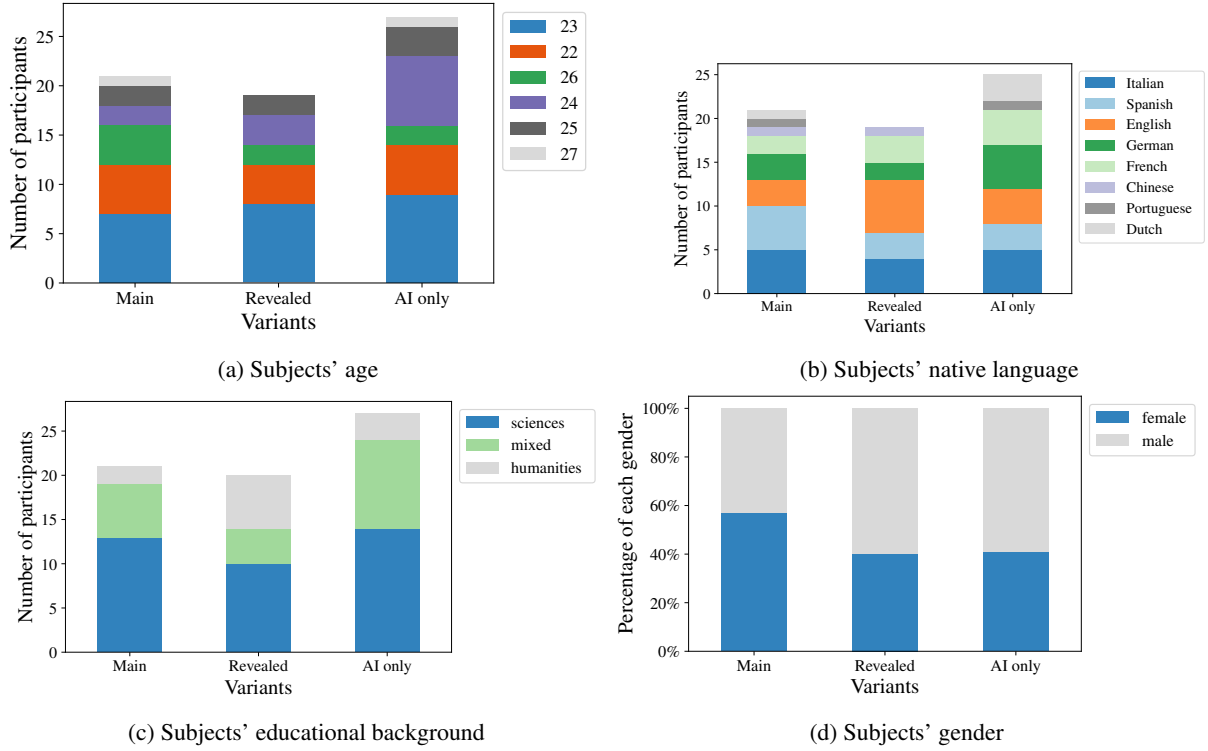 Number of participants
25
20
15
10
5
0
Main
Revealed
AI only
Variants
23
22
26
24
25
27
(a) Subjects’ age
Number of participants
25
20
15
10
5
0
Main
Revealed
AI only
Variants
Italian
Spanish
English
German
French
Chinese
Portuguese
Dutch
(b) Subjects’ native language
Number of participants
25
20
15
10
5
0
Main
Revealed
AI only
Variants
sciences
mixed
humanities
(c) Subjects’ educational background
Percentage of each gender
100%
80%
60%
40%
20%
0%
Main
Revealed
AI only
Variants
female
male
(d) Subjects’ gender